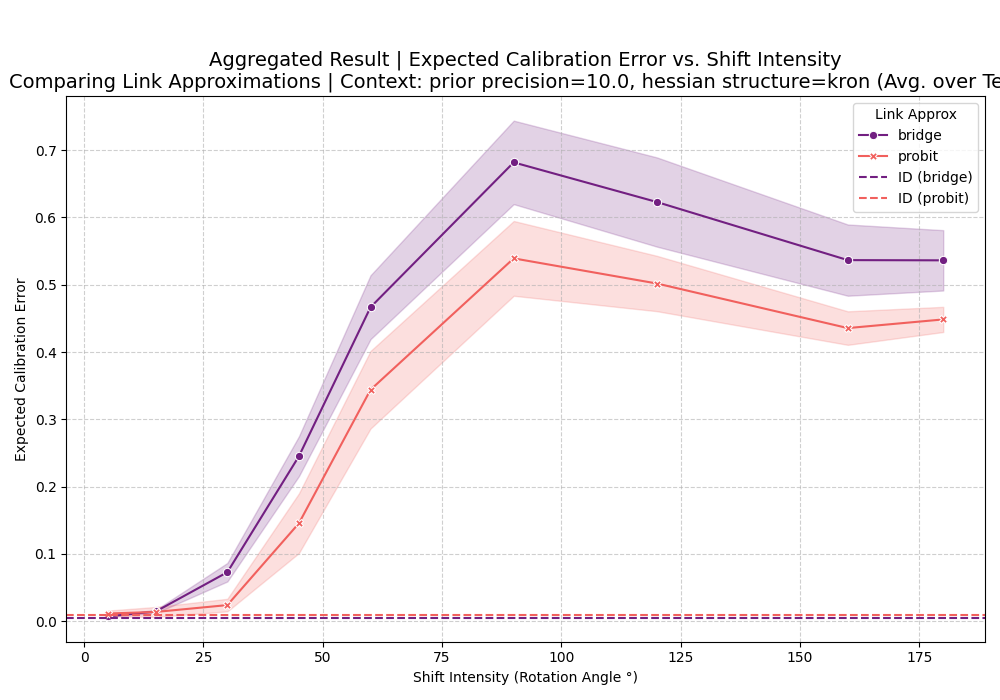 Aggregated Result | Expected Calibration Error vs. Shift Intensity
Comparing Link Approximations | Context: prior precision=10.0, hessian structure=kron (Avg. over Te
Link Approx
bridge
probit
ID (bridge)
ID (probit)
Expected Calibration Error
0.7
0.6
0.5
0.4
0.3
0.2
0.1
0.0
0
25
50
75
100
125
150
175
Shift Intensity (Rotation Angle °)